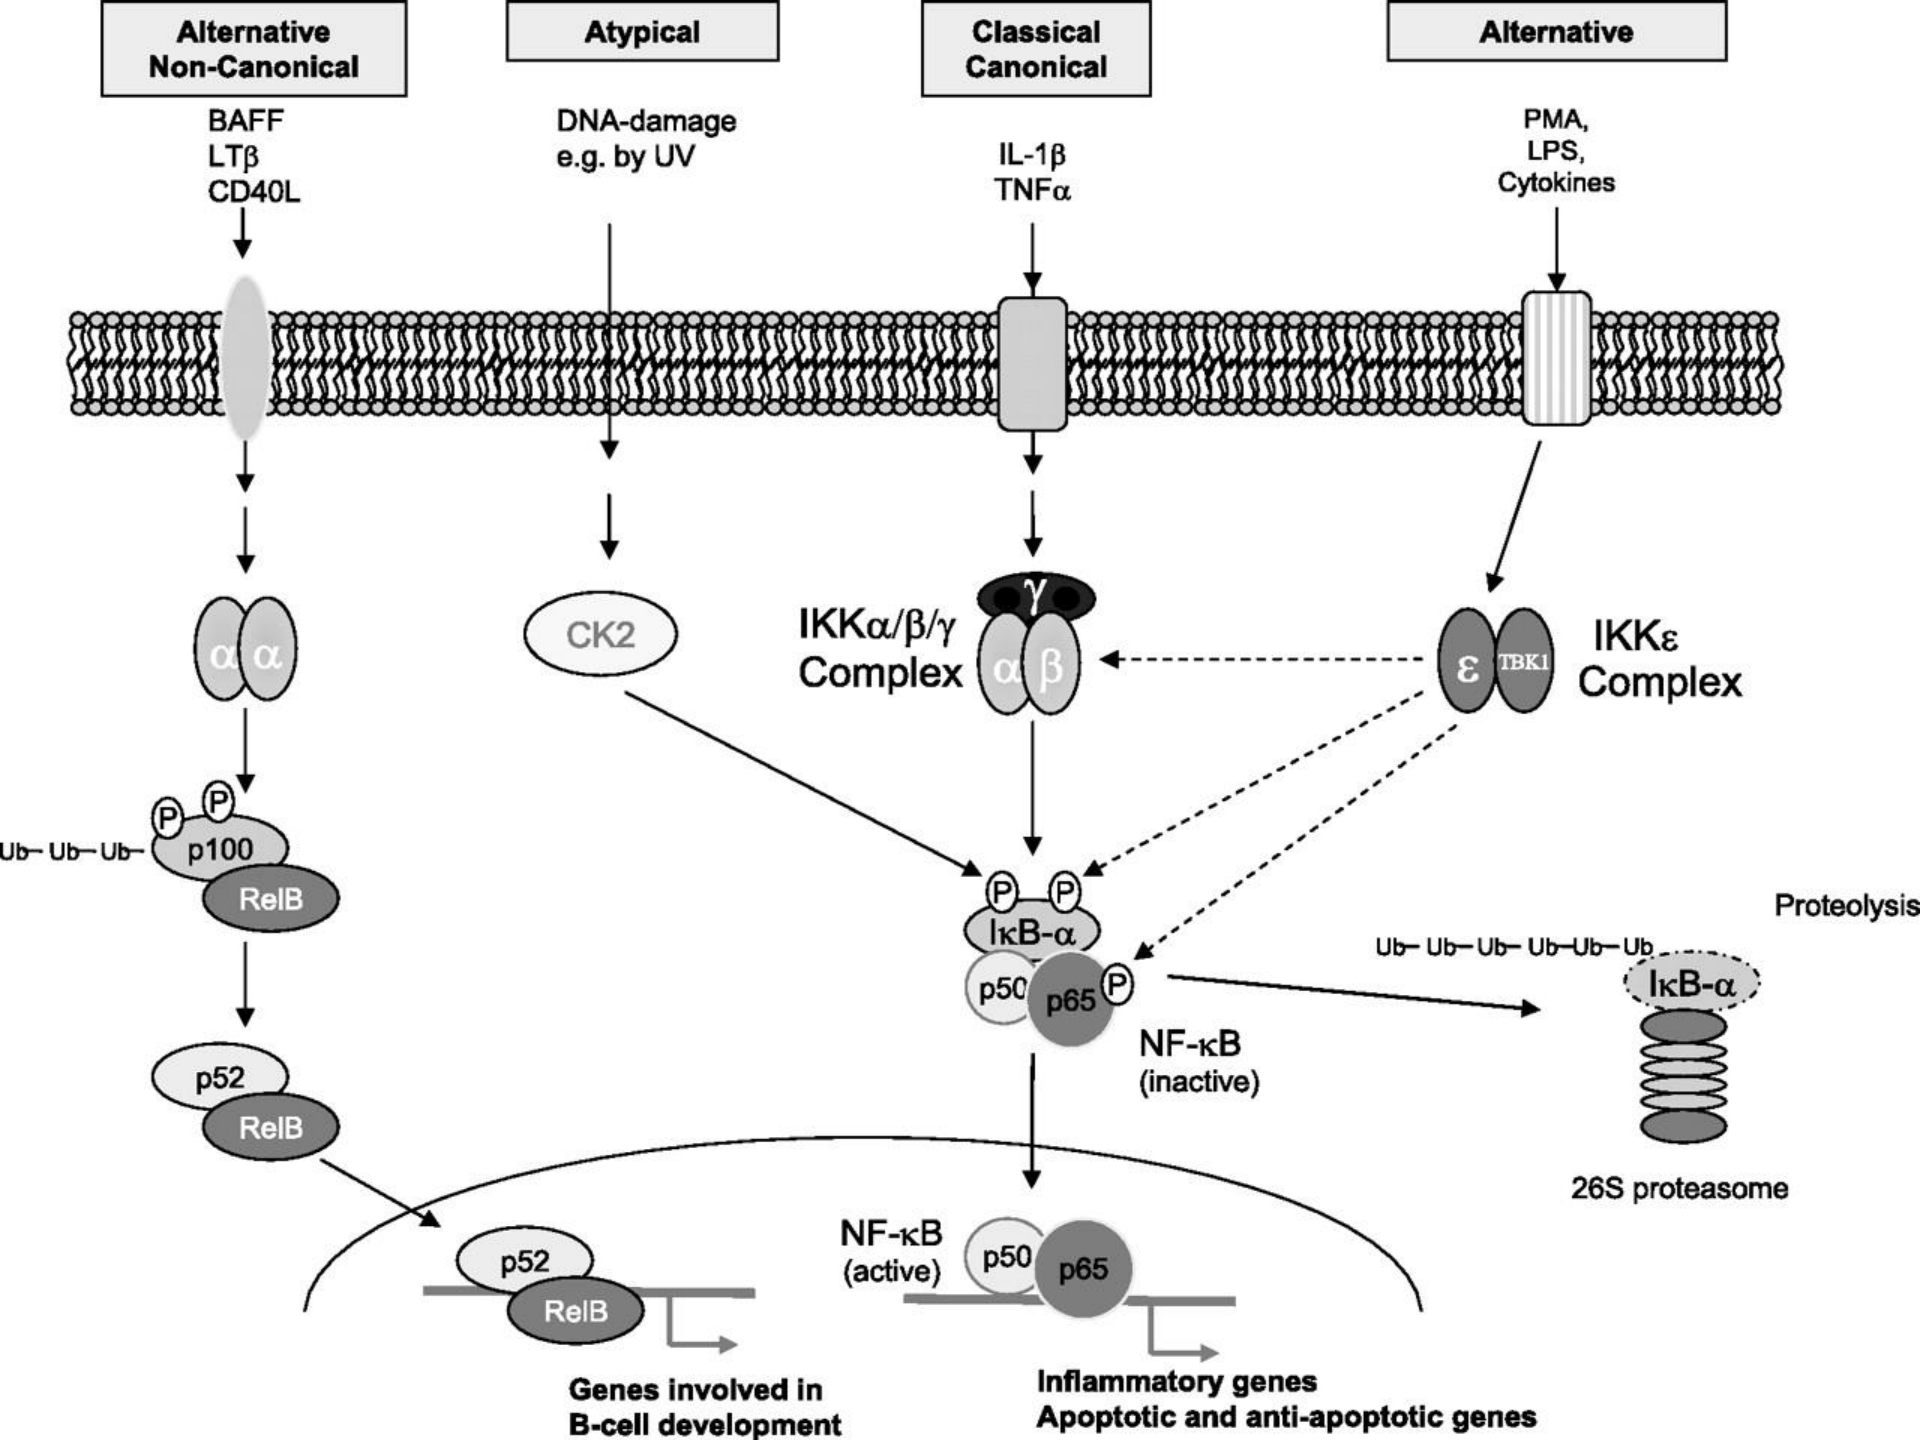 Alternative
Non-Canonical
Atypical
Classical
Canonical
Alternative
BAFF
LTβ
CD40L
DNA-damage
e.g. by UV
IL-1β
TNFα
PMA,
LPS,
Cytokines
α α
CK2
IKKα/β/γ
Complex
γ
α β
ε TBK1
IKKε
Complex
P P
Ub Ub Ub p100
RelB
P P
IκB-α
p50 p65 P
NF-κB
(inactive)
Proteolysis
Ub Ub Ub Ub Ub Ub
IκB-α
26S proteasome
p52
RelB
p52
RelB
Genes involved in
B-cell development
NF-κB
(active)
p50 p65
Inflammatory genes
Apoptotic and anti-apoptotic genes